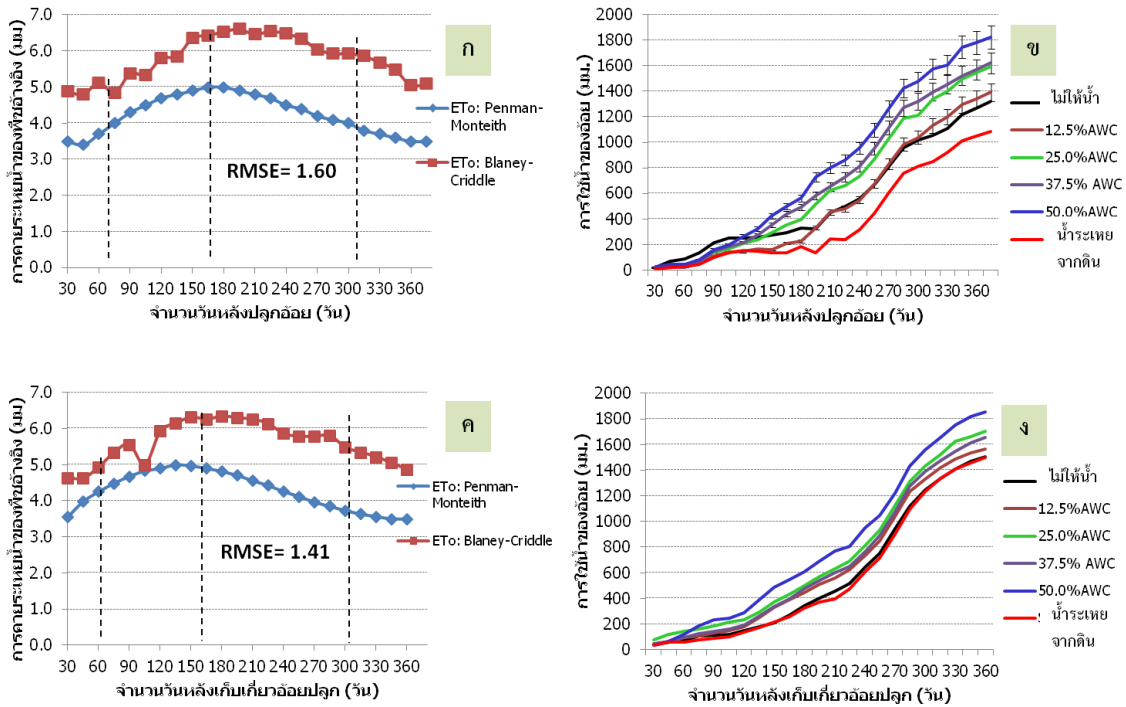 การคายระเหยน้ำของพืชอ้างอิง (มม)
7.0
6.0
5.0
4.0
3.0
2.0
1.0
0.0
30 60 90 120 150 180 210 240 270 300 330 360
จำนวนวันหลังปลูกอ้อย (วัน)
RMSE= 1.60
ก
ETo: Penman-
Monteith
ETo: Blaney-
Criddle
การใช้น้ำของอ้อย (มม.)
2000
1800
1600
1400
1200
1000
800
600
400
200
0
30 60 90 120 150 180 210 240 270 300 330 360
จำนวนวันหลังปลูกอ้อย (วัน)
ข
ไม่ให้น้ำ
12.5%AWC
25.0%AWC
37.5% AWC
50.0%AWC
น้ำระเหย
จากดิน
การคายระเหยน้ำของพืชอ้างอิง (มม)
7.0
6.0
5.0
4.0
3.0
2.0
1.0
0.0
30 60 90 120 150 180 210 240 270 300 330 360
จำนวนวันหลังเก็บเกี่ยวอ้อยปลูก (วัน)
RMSE= 1.41
ค
ETo: Penman-
Monteith
ETo: Blaney-Criddle
การใช้น้ำของอ้อย (มม.)
2000
1800
1600
1400
1200
1000
800
600
400
200
0
30 60 90 120 150 180 210 240 270 300 330 360
จำนวนวันหลังเก็บเกี่ยวอ้อยปลูก (วัน)
ง
ไม่ให้น้ำ
12.5%AWC
25.0%AWC
37.5% AWC
50.0%AWC
น้ำระเหย
จากดิน